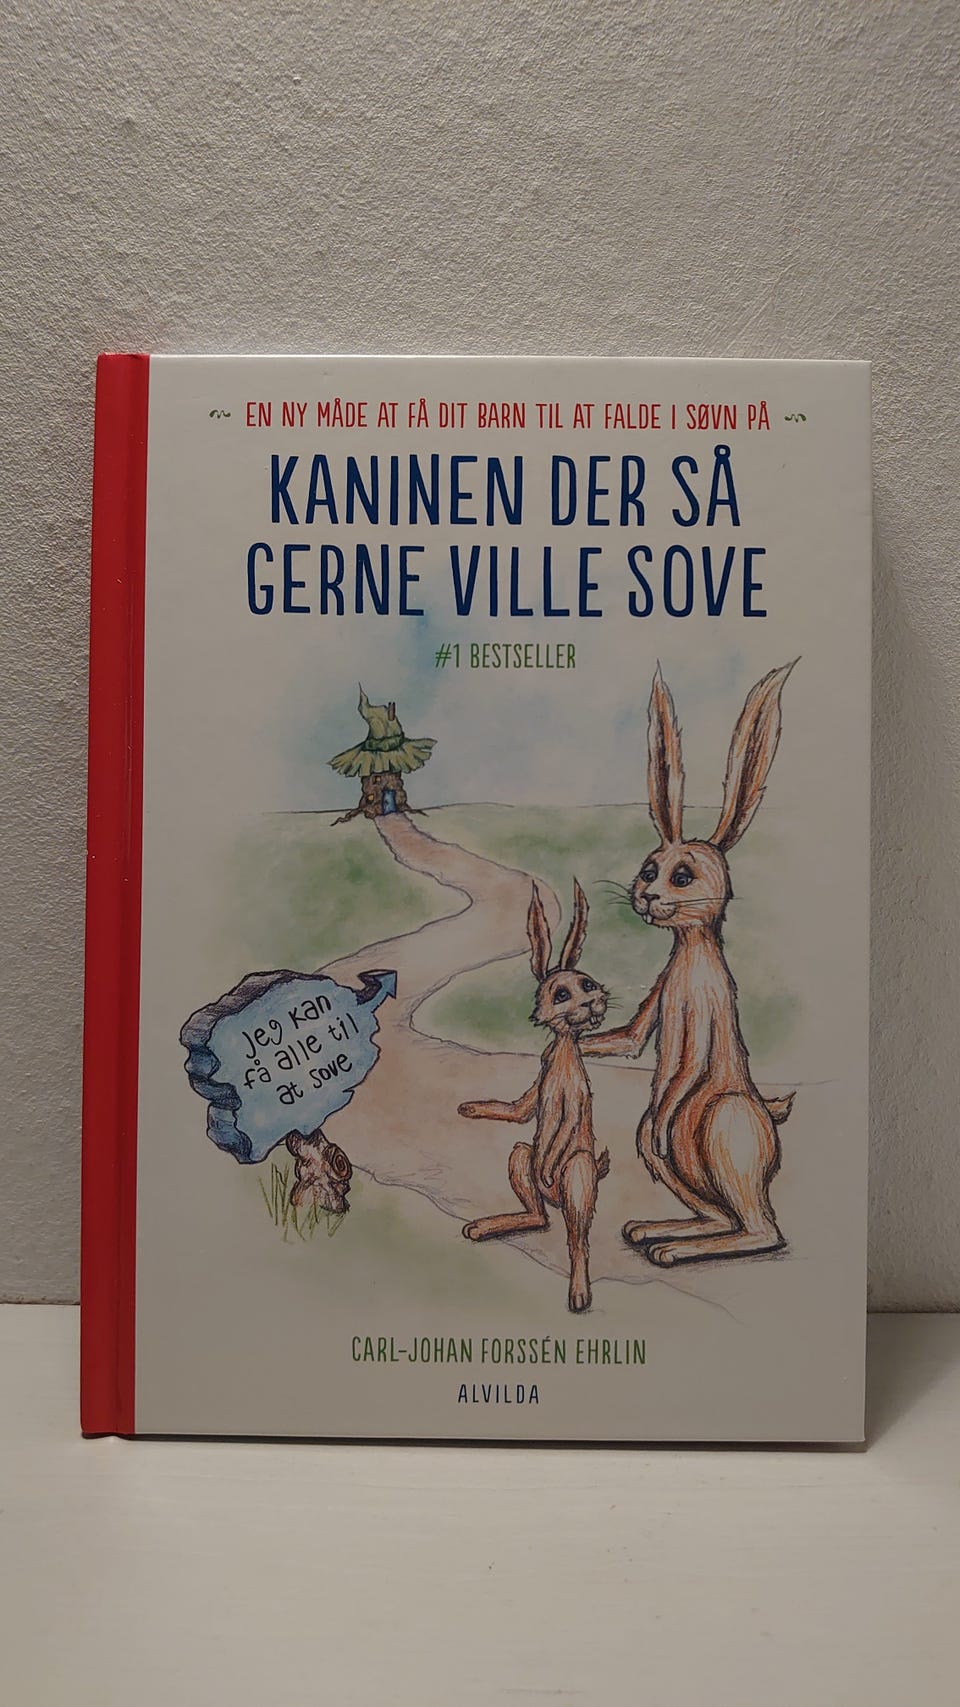 EN NY MÅDE AT FÅ DIT BARN TIL AT FALDE I SØVN PÅ
KANINEN DER SÅ
GERNE VILLE SOVE
#1 BESTSELLER
Jeg kan
få alle til
at sove
CARL-JOHAN FORSSÉN EHRLIN
ALVILDA